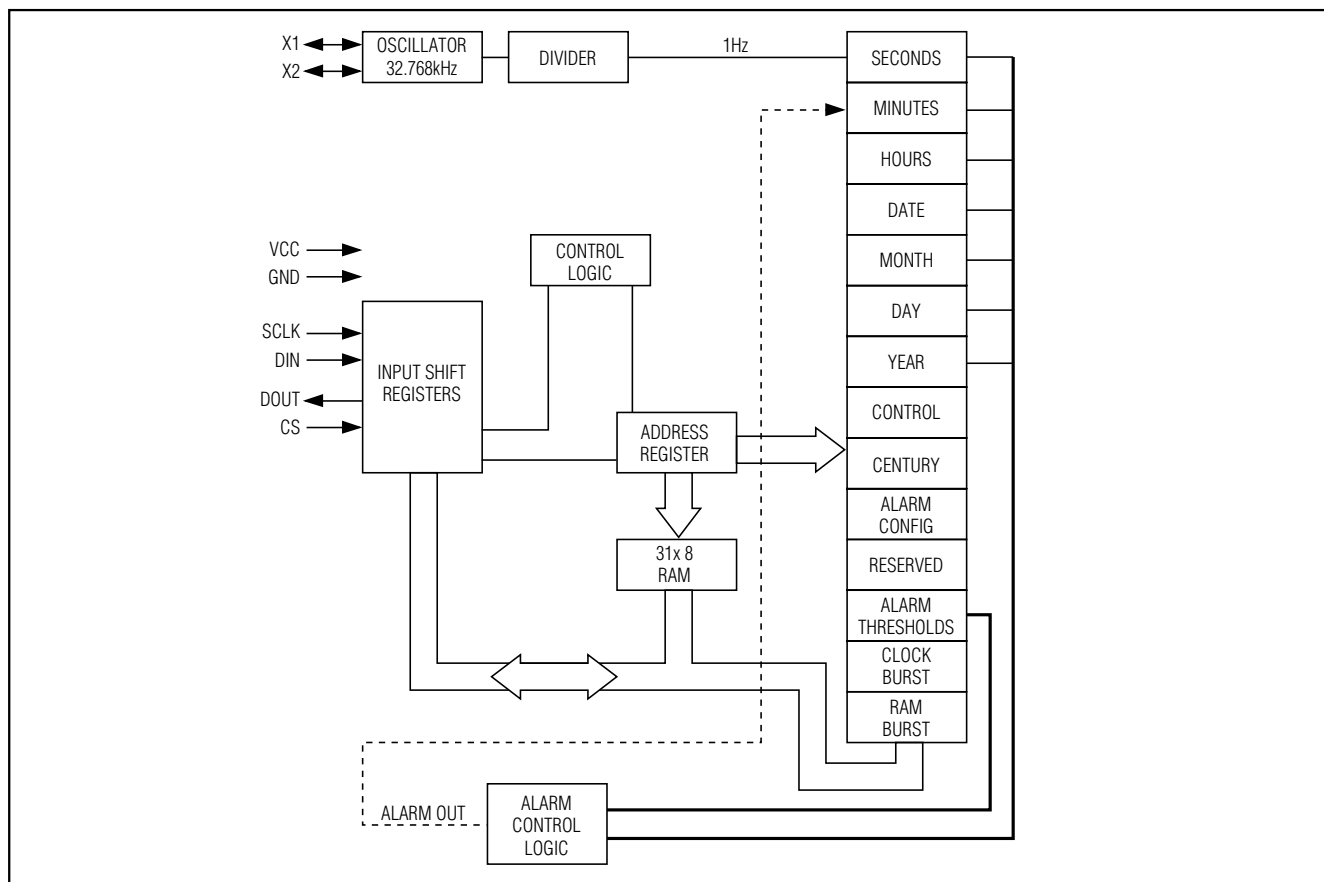 X1
X2
OSCILLATOR
32.768kHz
DIVIDER
1Hz
SECONDS
MINUTES
HOURS
DATE
MONTH
DAY
YEAR
CONTROL
CENTURY
ALARM
CONFIG
RESERVED
ALARM
THRESHOLDS
CLOCK
BURST
RAM
BURST
VCC
GND
SCLK
DIN
DOUT
CS
INPUT SHIFT
REGISTERS
CONTROL
LOGIC
ADDRESS
REGISTER
31x 8
RAM
ALARM OUT
ALARM
CONTROL
LOGIC